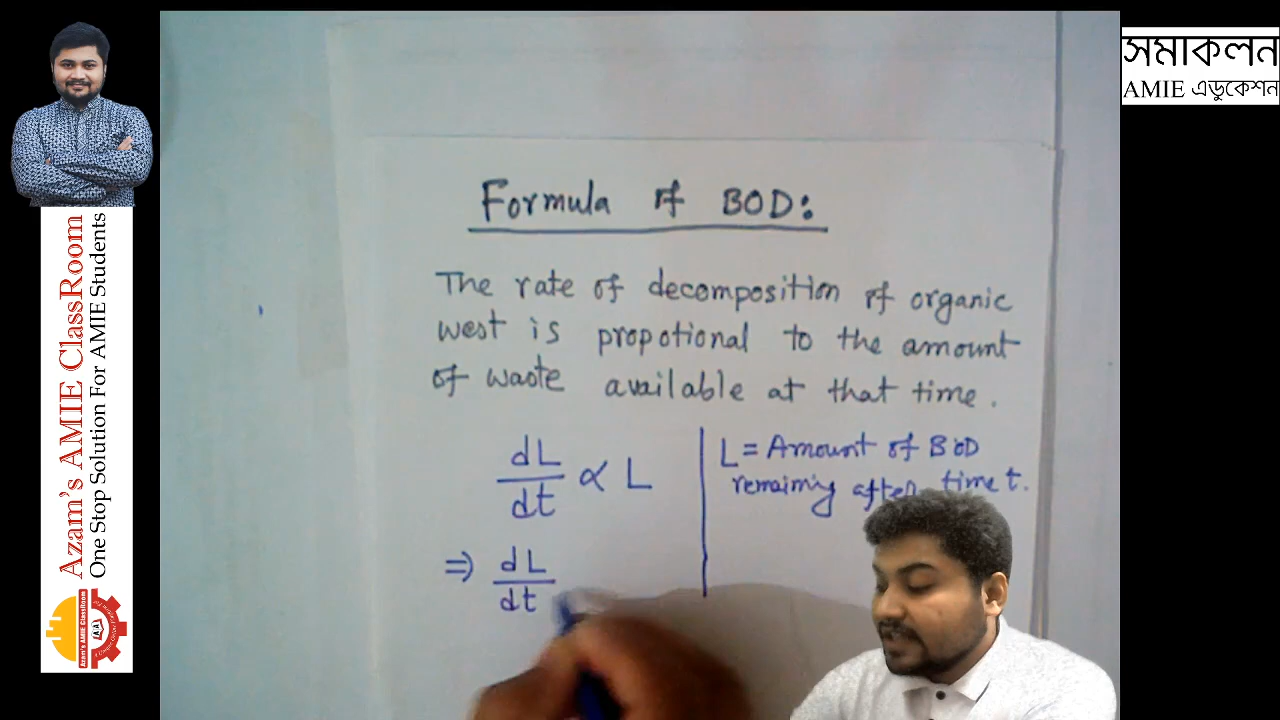 Azam's AMIE ClassRoom
One Stop Solution For AMIE Students
সমাকলন
AMIE এডুকেশন
Formula of BOD:
The rate of decomposition of organic
west is propotional to the amount
of waste available at that time.
dL/dt ∝ L
L = Amount of BOD
remaining after time t.
⇒ dL/dt